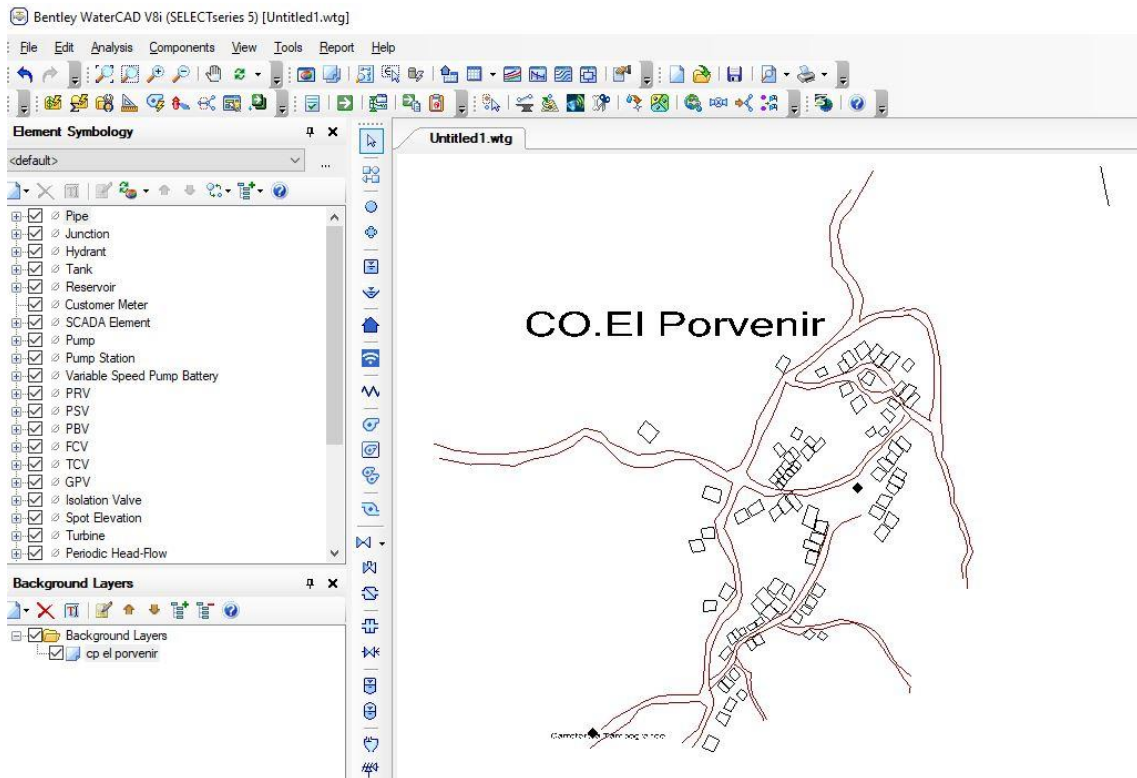 Bentley WaterCAD V8i (SELECTseries 5) [Untitled1.wtg]
File Edit Analysis Components View Tools Report Help
Element Symbology
<default>
...
Pipe
Junction
Hydrant
Tank
Reservoir
Customer Meter
SCADA Element
Pump
Pump Station
Variable Speed Pump Battery
PRV
PSV
PBV
FCV
TCV
GPV
Isolation Valve
Spot Elevation
Turbine
Periodic Head-Flow
Background Layers
Background Layers
cp el porvenir
Untitled1.wtg
CO.El Porvenir